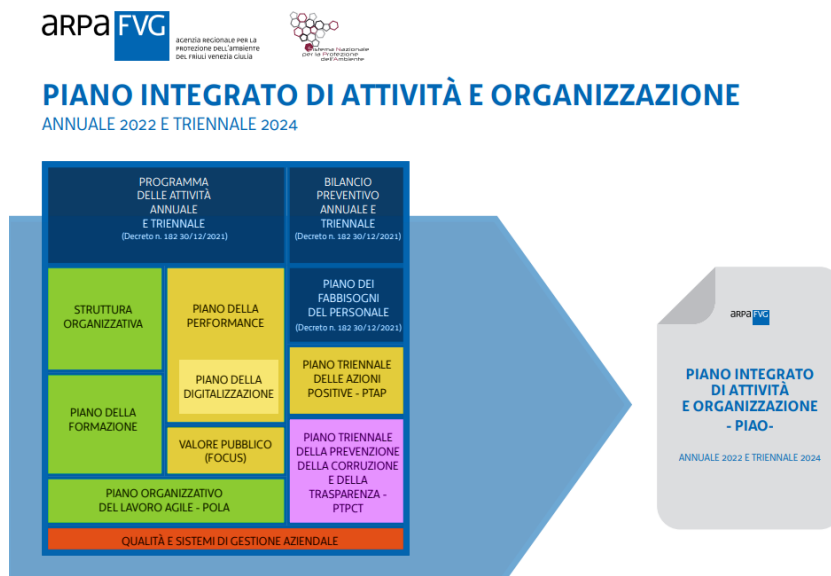 aRPa FVG
agenzia regionale per la
protezione dell'ambiente
del friuli venezia giulia
Sistema Nazionale
per la Protezione
dell'Ambiente
PIANO INTEGRATO DI ATTIVITÀ E ORGANIZZAZIONE
ANNUALE 2022 E TRIENNALE 2024
PROGRAMMA
DELLE ATTIVITÀ
ANNUALE
E TRIENNALE
(Decreto n. 182 30/12/2021)
BILANCIO
PREVENTIVO
ANNUALE E
TRIENNALE
(Decreto n. 182 30/12/2021)
STRUTTURA
ORGANIZZATIVA
PIANO DELLA
PERFORMANCE
PIANO DEI
FABBISOGNI
DEL PERSONALE
(Decreto n. 182 30/12/2021)
PIANO DELLA
DIGITALIZZAZIONE
PIANO TRIENNALE
DELLE AZIONI
POSITIVE - PTAP
PIANO DELLA
FORMAZIONE
VALORE PUBBLICO
(FOCUS)
PIANO TRIENNALE
DELLA PREVENZIONE
DELLA CORRUZIONE
E DELLA
TRASPARENZA -
PTPCT
PIANO ORGANIZZATIVO
DEL LAVORO AGILE - POLA
QUALITÀ E SISTEMI DI GESTIONE AZIENDALE
aRPa FVG
PIANO INTEGRATO
DI ATTIVITÀ
E ORGANIZZAZIONE
- PIAO-
ANNUALE 2022 E TRIENNALE 2024